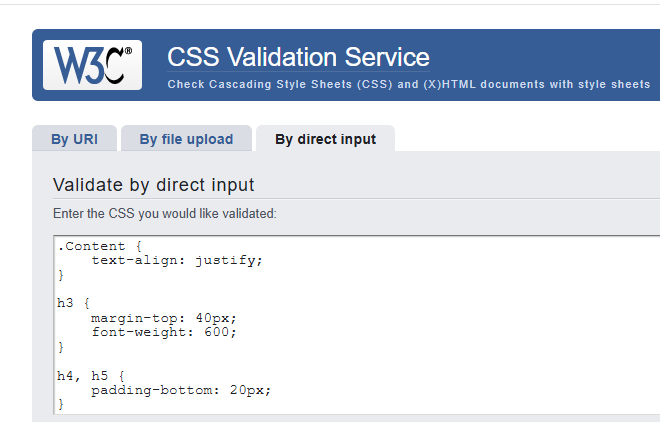 W3C®
CSS Validation Service
Check Cascading Style Sheets (CSS) and (X)HTML documents with style sheets
By URI By file upload By direct input
Validate by direct input
Enter the CSS you would like validated:
.Content {
    text-align: justify;
}

h3 {
    margin-top: 40px;
    font-weight: 600;
}

h4, h5 {
    padding-bottom: 20px;
}